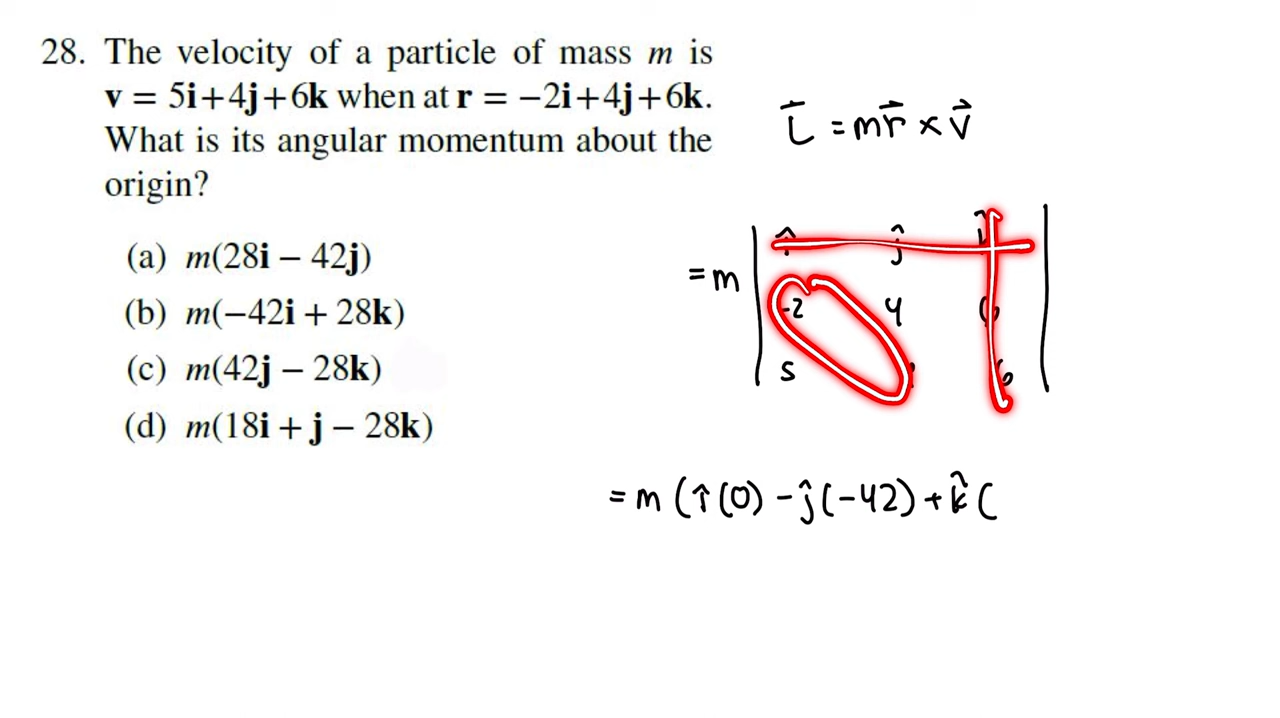 28. The velocity of a particle of mass m is
v = 5i+4j+6k when at r = −2i+4j+6k.
What is its angular momentum about the
origin?
(a) m(28i − 42j)
(b) m(−42i + 28k)
(c) m(42j − 28k)
(d) m(18i + j − 28k)
L⃗ = mr⃗ × v⃗
î ĵ
= m -2 4
5 6
= m (î(0) - ĵ(-42) + k̂(